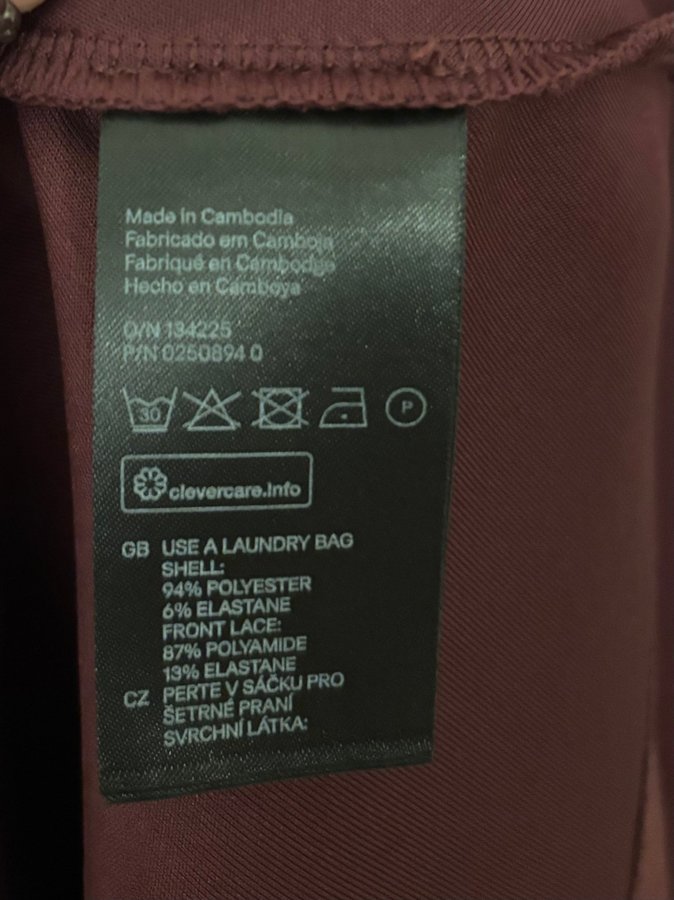 Made in Cambodia
Fabricado em Camboja
Fabriqué en Cambodge
Hecho en Camboya
O/N 134225
P/N 0250894 0
30
P
clevercare.info
GB USE A LAUNDRY BAG
SHELL:
94% POLYESTER
6% ELASTANE
FRONT LACE:
87% POLYAMIDE
13% ELASTANE
CZ PERTE V SÁČKU PRO
ŠETRNÉ PRANÍ
SVRCHNÍ LÁTKA: